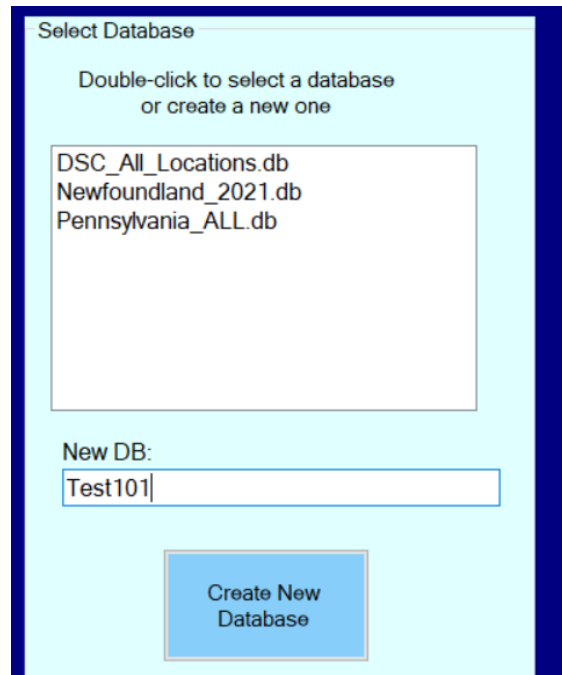 Select Database
Double-click to select a database
or create a new one
DSC_All_Locations.db
Newfoundland_2021.db
Pennsylvania_ALL.db
New DB:
Test101
Create New
Database